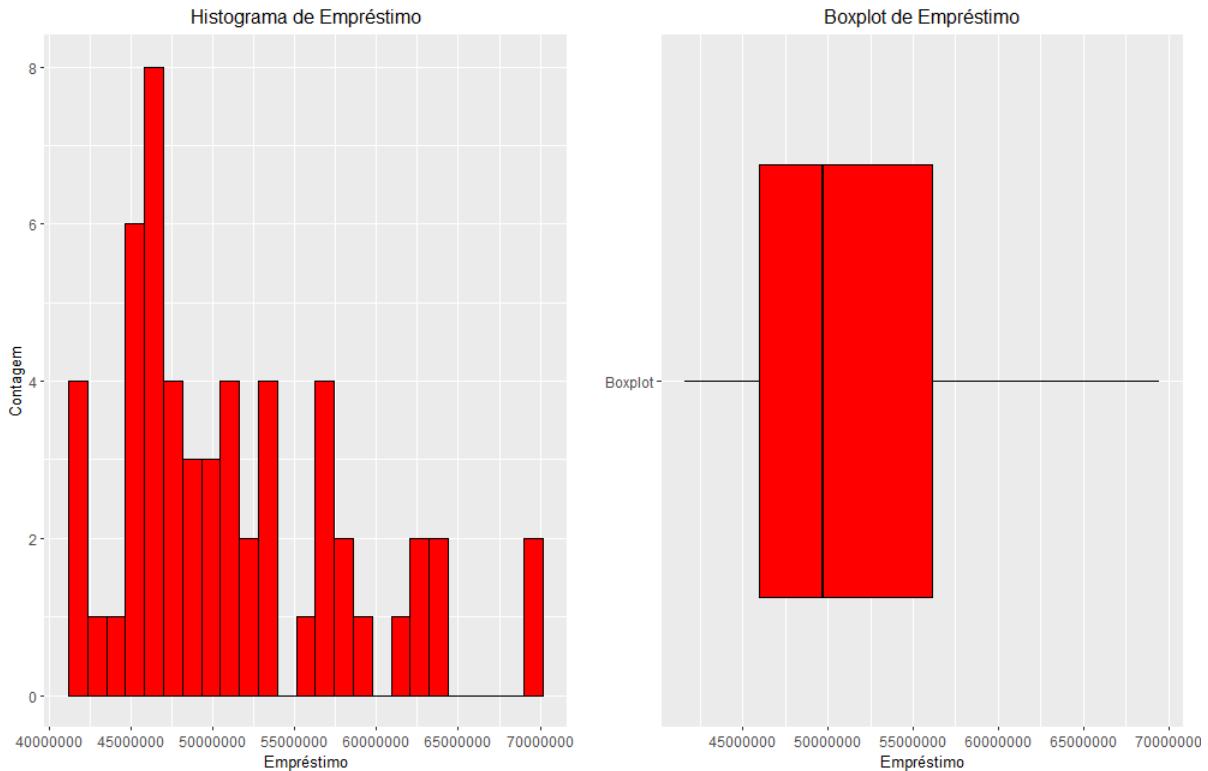 Histograma de Empréstimo
8
6
4
2
0
Contagem
40000000 45000000 50000000 55000000 60000000 65000000 70000000
Empréstimo
Boxplot de Empréstimo
Boxplot
45000000 50000000 55000000 60000000 65000000 70000000
Empréstimo